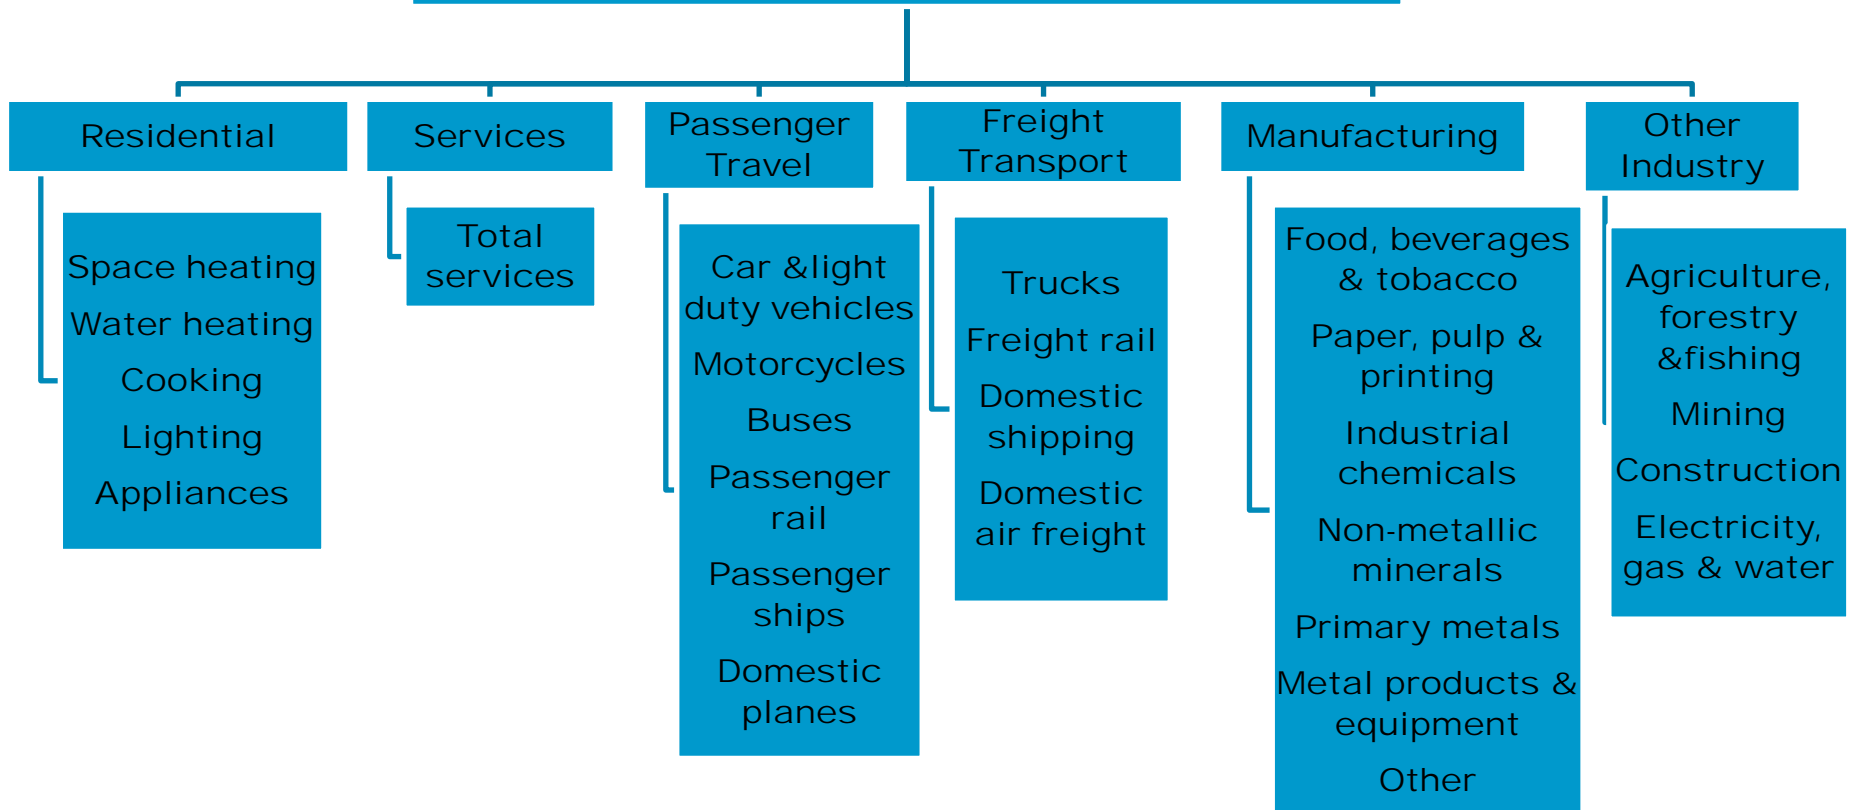 Residential
Space heating
Water heating
Cooking
Lighting
Appliances
Services
Total
services
Passenger
Travel
Car &light
duty vehicles
Motorcycles
Buses
Passenger
rail
Passenger
ships
Domestic
planes
Freight
Transport
Trucks
Freight rail
Domestic
shipping
Domestic
air freight
Manufacturing
Food, beverages
& tobacco
Paper, pulp &
printing
Industrial
chemicals
Non-metallic
minerals
Primary metals
Metal products &
equipment
Other
Other
Industry
Agriculture,
forestry
&fishing
Mining
Construction
Electricity,
gas & water